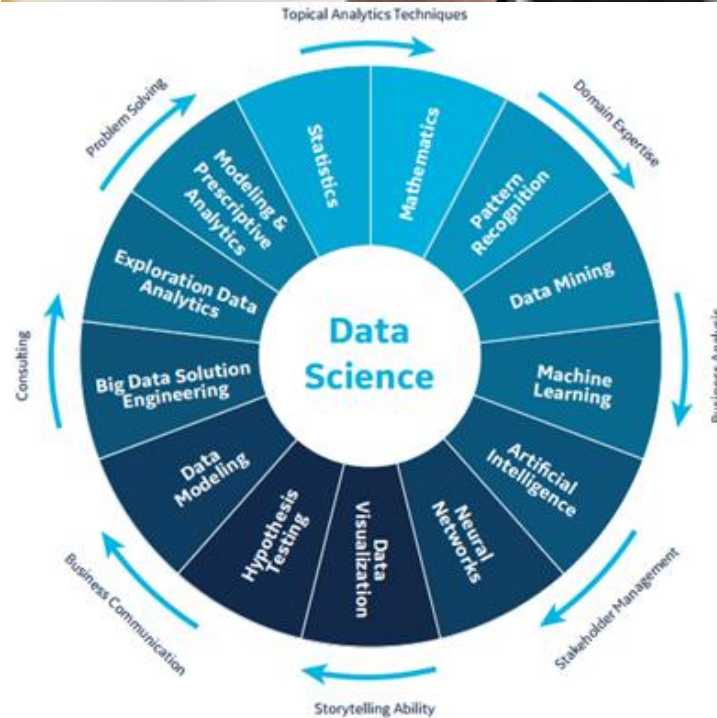 Topical Analytics Techniques
Domain Expertise
Business Analysis
Stakeholder Management
Storytelling Ability
Business Communication
Consulting
Problem Solving
Data
Science
Statistics
Mathematics
Pattern
Recognition
Data Mining
Machine
Learning
Artificial
Intelligence
Neural
Networks
Data
Visualization
Hypothesis
Testing
Data
Modeling
Big Data Solution
Engineering
Exploration Data
Analytics
Modeling &
Prescriptive
Analytics